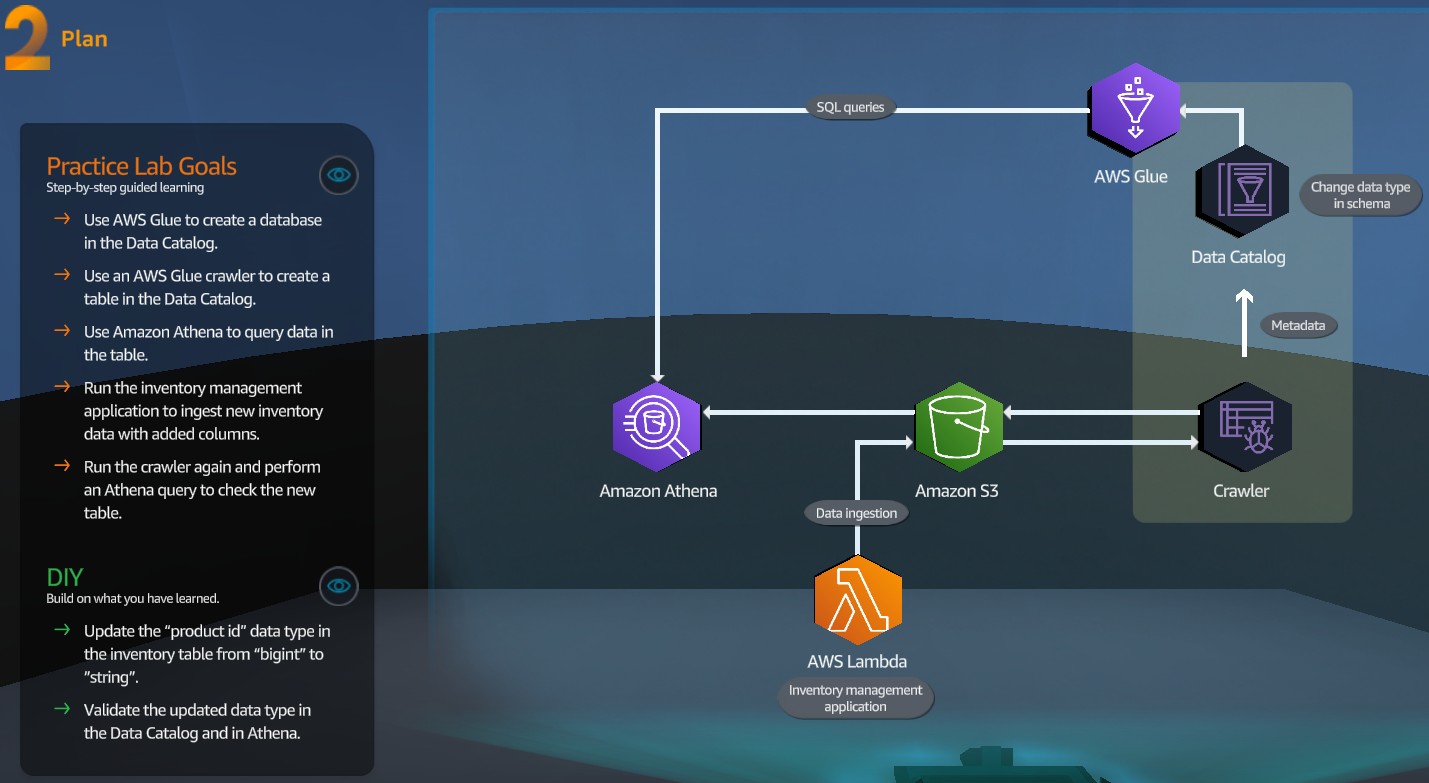 2 Plan
Practice Lab Goals
Step-by-step guided learning
Use AWS Glue to create a database
in the Data Catalog.
Use an AWS Glue crawler to create a
table in the Data Catalog.
Use Amazon Athena to query data in
the table.
Run the inventory management
application to ingest new inventory
data with added columns.
Run the crawler again and perform
an Athena query to check the new
table.
DIY
Build on what you have learned.
Update the “product id” data type in
the inventory table from “bigint” to
”string”.
Validate the updated data type in
the Data Catalog and in Athena.
SQL queries
AWS Glue
Change data type
in schema
Data Catalog
Metadata
Amazon Athena
Amazon S3
Crawler
Data ingestion
AWS Lambda
Inventory management
application